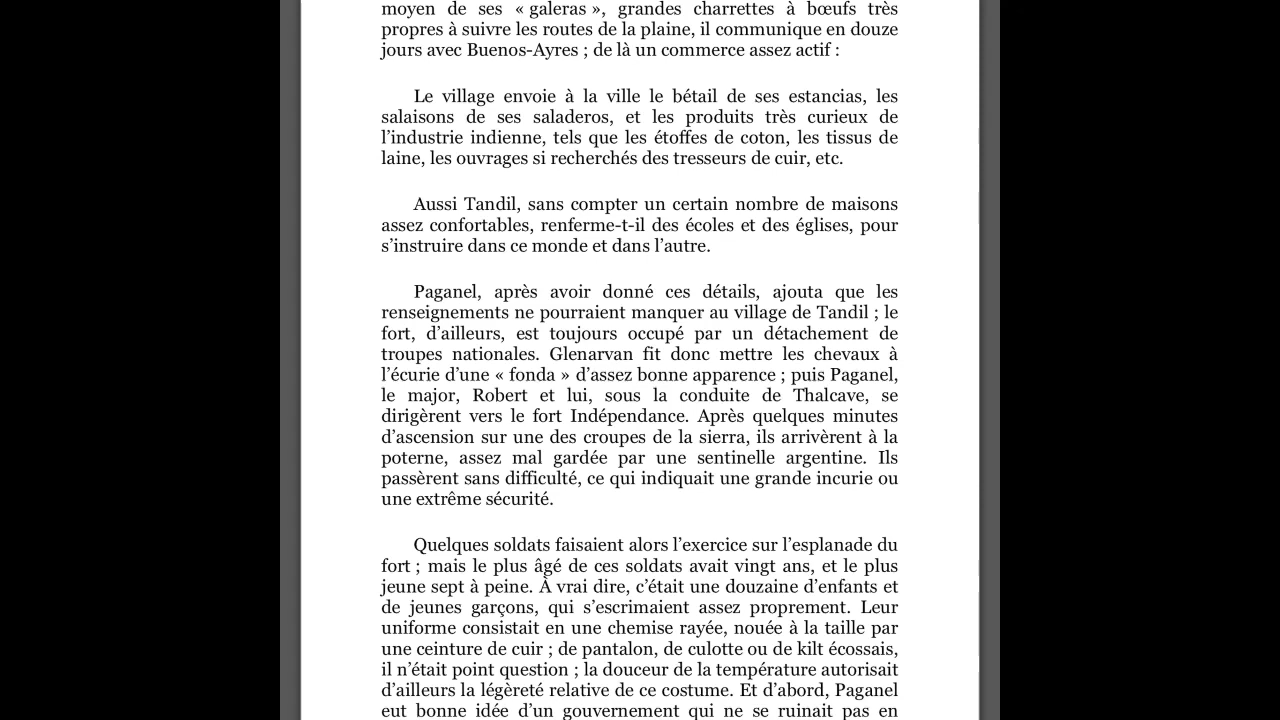 moyen de ses « galeras », grandes charrettes à bœufs très
propres à suivre les routes de la plaine, il communique en douze
jours avec Buenos-Ayres ; de là un commerce assez actif :
Le village envoie à la ville le bétail de ses estancias, les
salaisons de ses saladeros, et les produits très curieux de
l’industrie indienne, tels que les étoffes de coton, les tissus de
laine, les ouvrages si recherchés des tresseurs de cuir, etc.
Aussi Tandil, sans compter un certain nombre de maisons
assez confortables, renferme-t-il des écoles et des églises, pour
s’instruire dans ce monde et dans l’autre.
Paganel, après avoir donné ces détails, ajouta que les
renseignements ne pourraient manquer au village de Tandil ; le
fort, d’ailleurs, est toujours occupé par un détachement de
troupes nationales. Glenarvan fit donc mettre les chevaux à
l’écurie d’une « fonda » d’assez bonne apparence ; puis Paganel,
le major, Robert et lui, sous la conduite de Thalcave, se
dirigèrent vers le fort Indépendance. Après quelques minutes
d’ascension sur une des croupes de la sierra, ils arrivèrent à la
poterne, assez mal gardée par une sentinelle argentine. Ils
passèrent sans difficulté, ce qui indiquait une grande incurie ou
une extrême sécurité.
Quelques soldats faisaient alors l’exercice sur l’esplanade du
fort ; mais le plus âgé de ces soldats avait vingt ans, et le plus
jeune sept à peine. À vrai dire, c’était une douzaine d’enfants et
de jeunes garçons, qui s’escrimaient assez proprement. Leur
uniforme consistait en une chemise rayée, nouée à la taille par
une ceinture de cuir ; de pantalon, de culotte ou de kilt écossais,
il n’était point question ; la douceur de la température autorisait
d’ailleurs la légèreté relative de ce costume. Et d’abord, Paganel
eut bonne idée d’un gouvernement qui ne se ruinait pas en